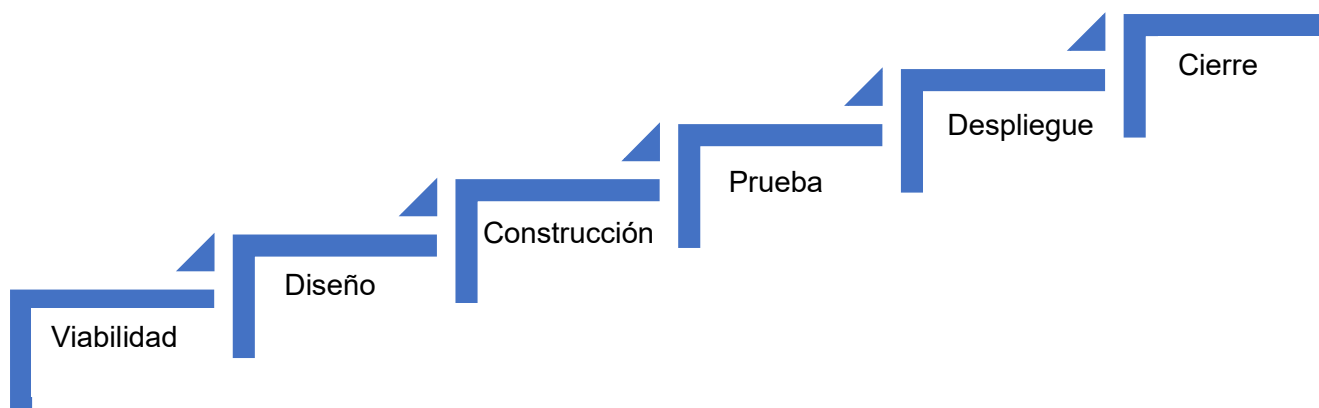 Viabilidad
Diseño
Construcción
Prueba
Despliegue
Cierre